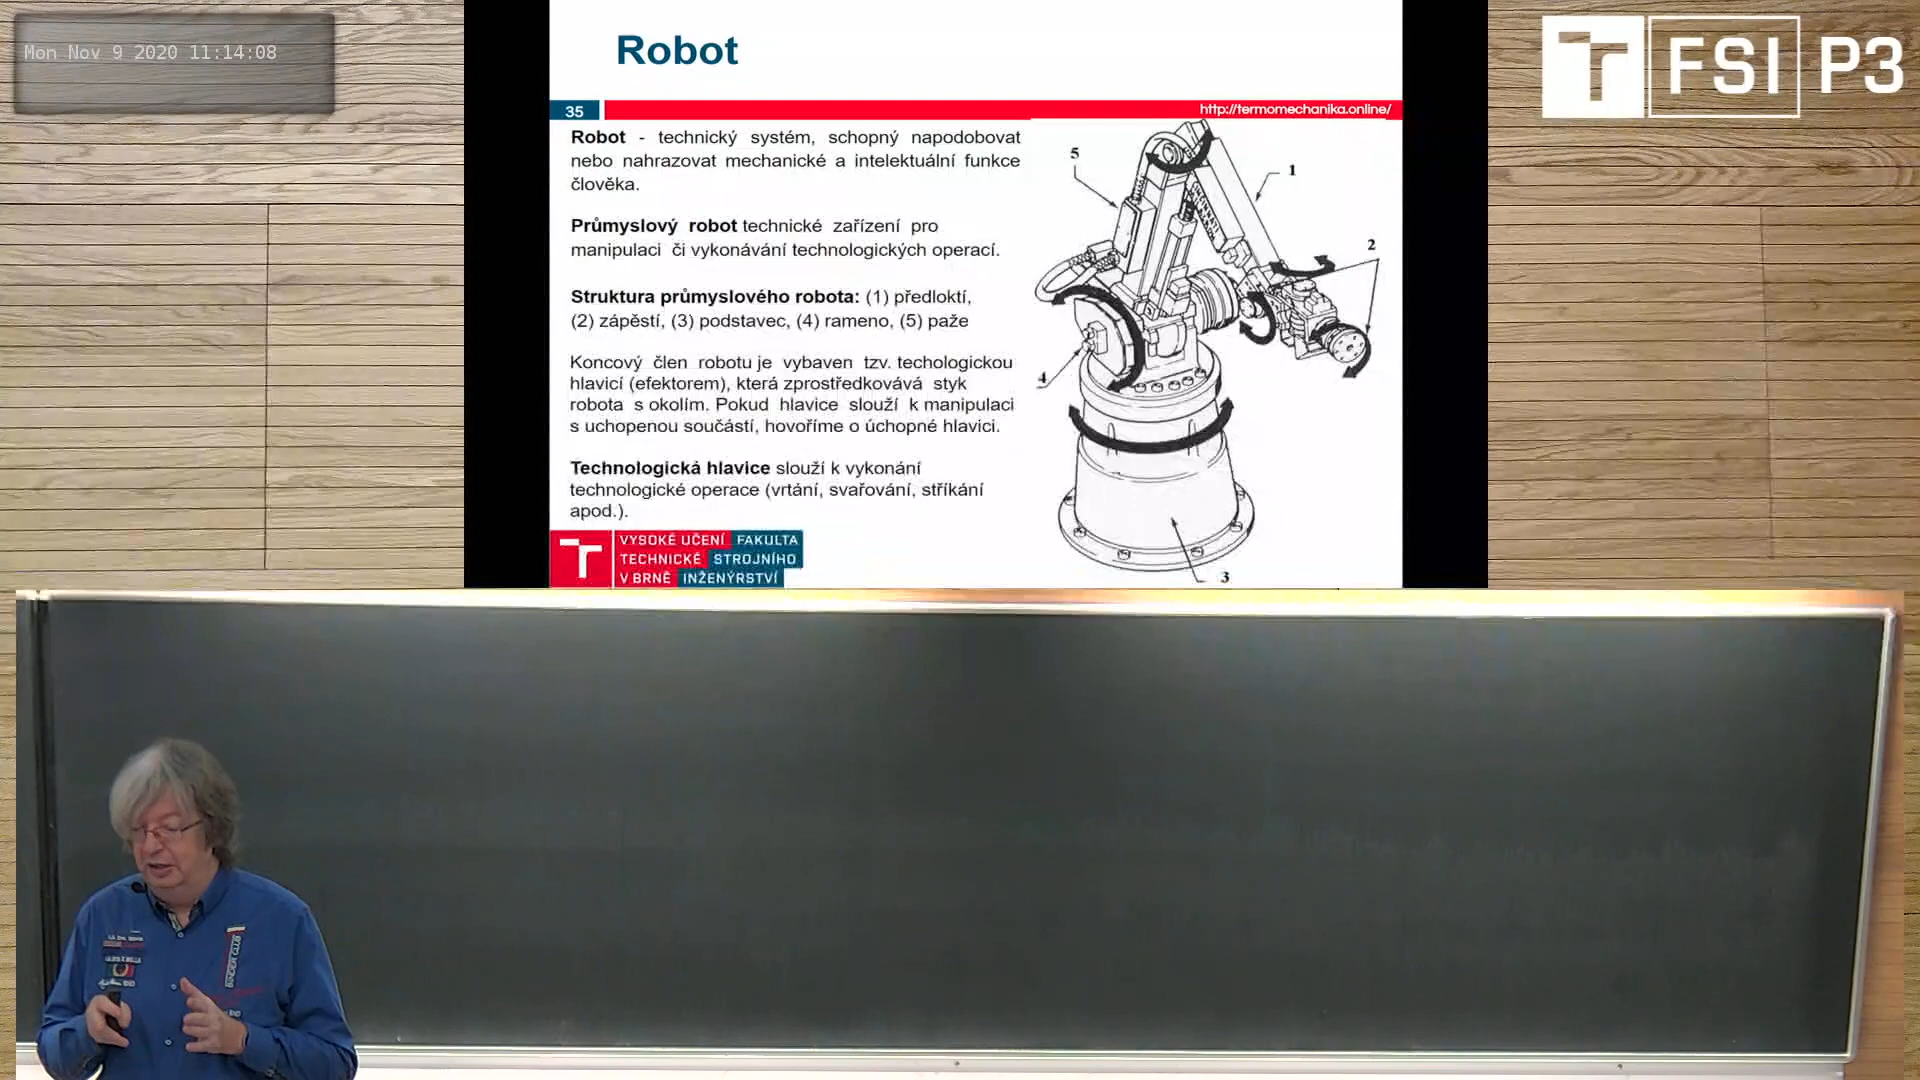 Mon Nov 9 2020 11:14:08
FSI P3
Robot
35
http://termomechanika.online/
Robot - technický systém, schopný napodobovat
nebo nahrazovat mechanické a intelektuální funkce
člověka.
Průmyslový robot technické zařízení pro
manipulaci či vykonávání technologických operací.
Struktura průmyslového robota: (1) předloktí,
(2) zápěstí, (3) podstavec, (4) rameno, (5) paže
Koncový člen robotu je vybaven tzv. techologickou
hlavicí (efektorem), která zprostředkovává styk
robota s okolím. Pokud hlavice slouží k manipulaci
s uchopenou součástí, hovoříme o úchopné hlavici.
Technologická hlavice slouží k vykonání
technologické operace (vrtání, svařování, stříkání
apod.).
5
1
2
4
3
VYSOKÉ UČENÍ FAKULTA
TECHNICKÉ STROJNÍHO
V BRNĚ INŽENÝRSTVÍ